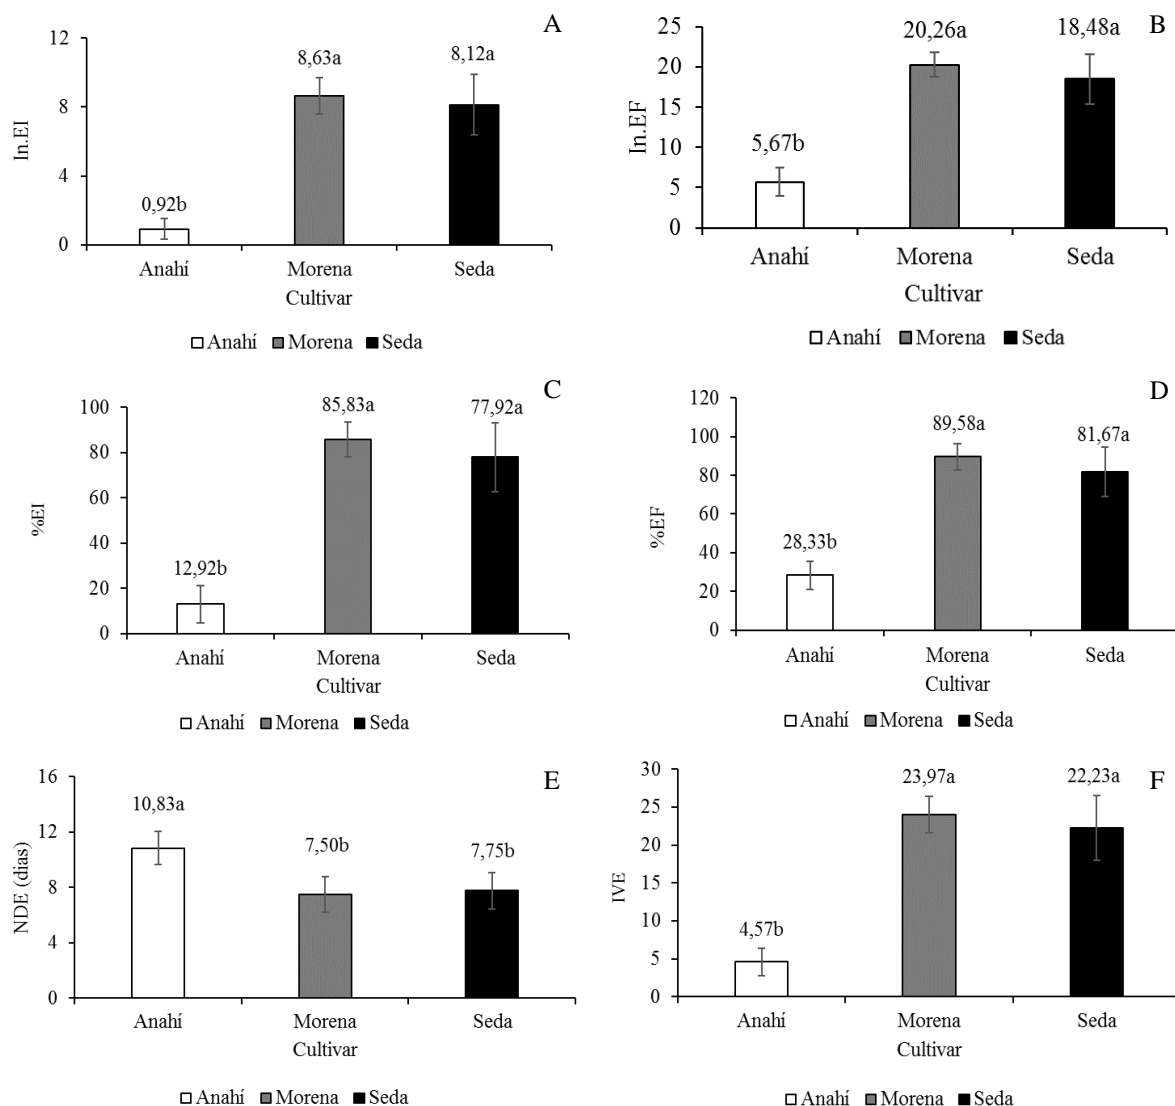 A
In.EI
12
8
4
0
0,92b
8,63a
8,12a
Anahí Morena Seda
Cultivar
Anahí Morena Seda
B
In.EF
25
20
15
10
5
0
5,67b
20,26a
18,48a
Anahí Morena Seda
Cultivar
Anahí Morena Seda
C
%EI
100
80
60
40
20
0
12,92b
85,83a
77,92a
Anahí Morena Seda
Cultivar
Anahí Morena Seda
D
%EF
120
100
80
60
40
20
0
28,33b
89,58a
81,67a
Anahí Morena Seda
Cultivar
Anahí Morena Seda
E
NDE (dias)
16
12
8
4
0
10,83a
7,50b
7,75b
Anahí Morena Seda
Cultivar
Anahí Morena Seda
F
IVE
30
25
20
15
10
5
0
4,57b
23,97a
22,23a
Anahí Morena Seda
Cultivar
Anahí Morena Seda